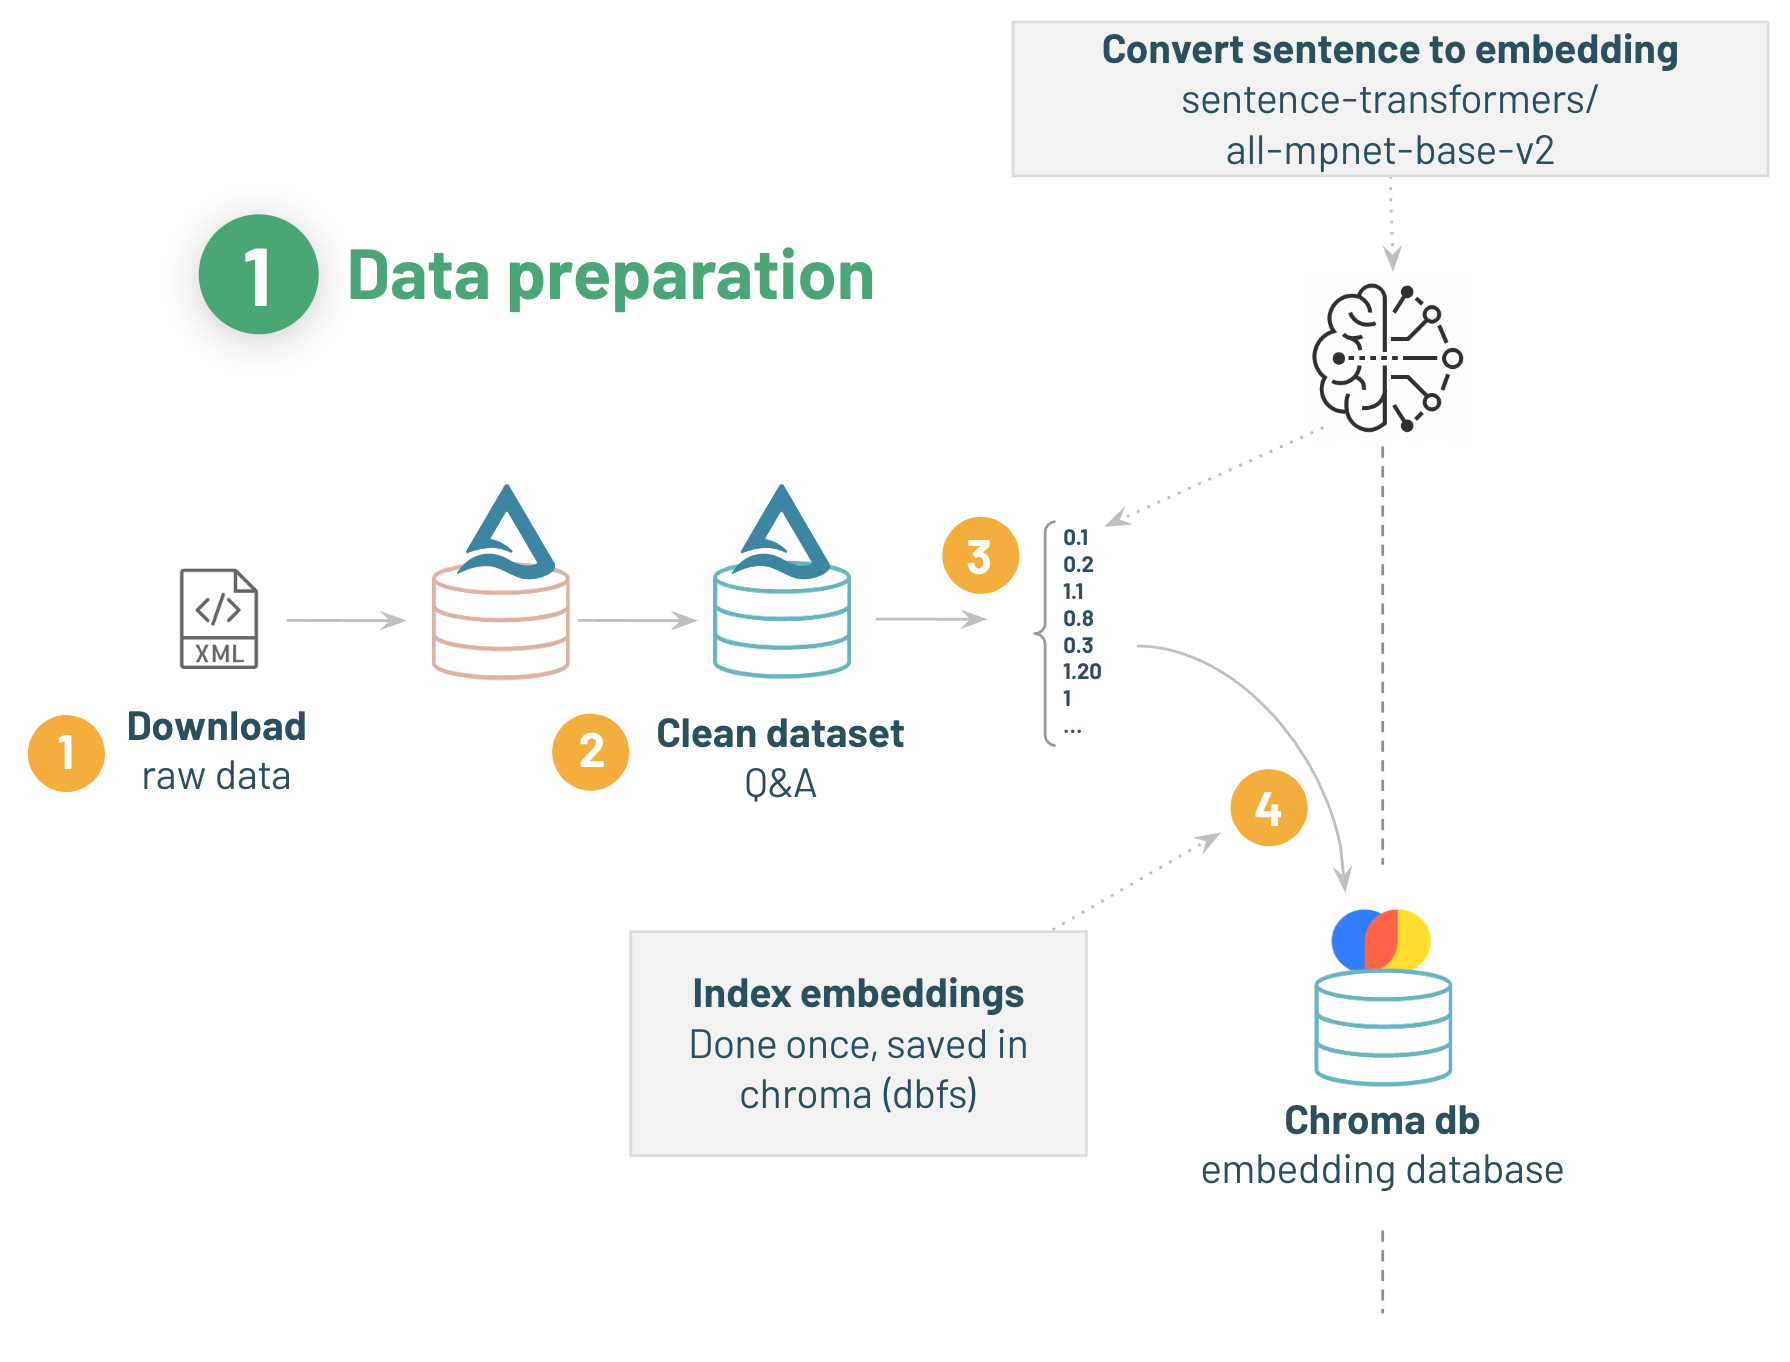 Convert sentence to embedding
sentence-transformers/
all-mpnet-base-v2
1 Data preparation
XML
1
Download
raw data
2
Clean dataset
Q&A
3
0.1
0.2
1.1
0.8
0.3
1.20
1
...
4
Index embeddings
Done once, saved in
chroma (dbfs)
Chroma db
embedding database